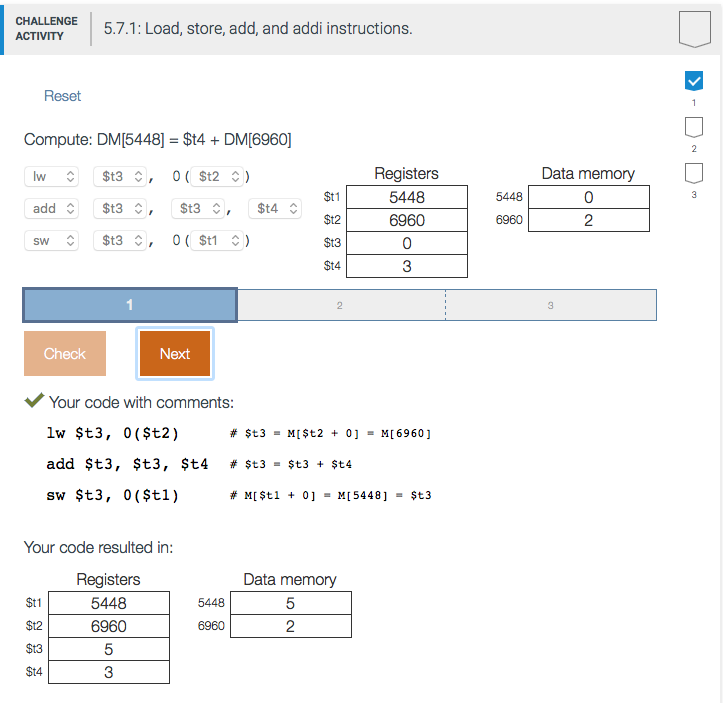 CHALLENGE ACTIVITY
5.7.1: Load, store, add, and addi instructions.
1
2
3
Reset
Compute: DM[5448] = $t4 + DM[6960]
lw $t3 , 0 ( $t2 )
add $t3 , $t3 , $t4
sw $t3 , 0 ( $t1 )
Registers
$t1 5448
$t2 6960
$t3 0
$t4 3
Data memory
5448 0
6960 2
1 2 3
Check Next
Your code with comments:
lw $t3, 0($t2) # $t3 = M[$t2 + 0] = M[6960]
add $t3, $t3, $t4 # $t3 = $t3 + $t4
sw $t3, 0($t1) # M[$t1 + 0] = M[5448] = $t3
Your code resulted in:
Registers
$t1 5448
$t2 6960
$t3 5
$t4 3
Data memory
5448 5
6960 2